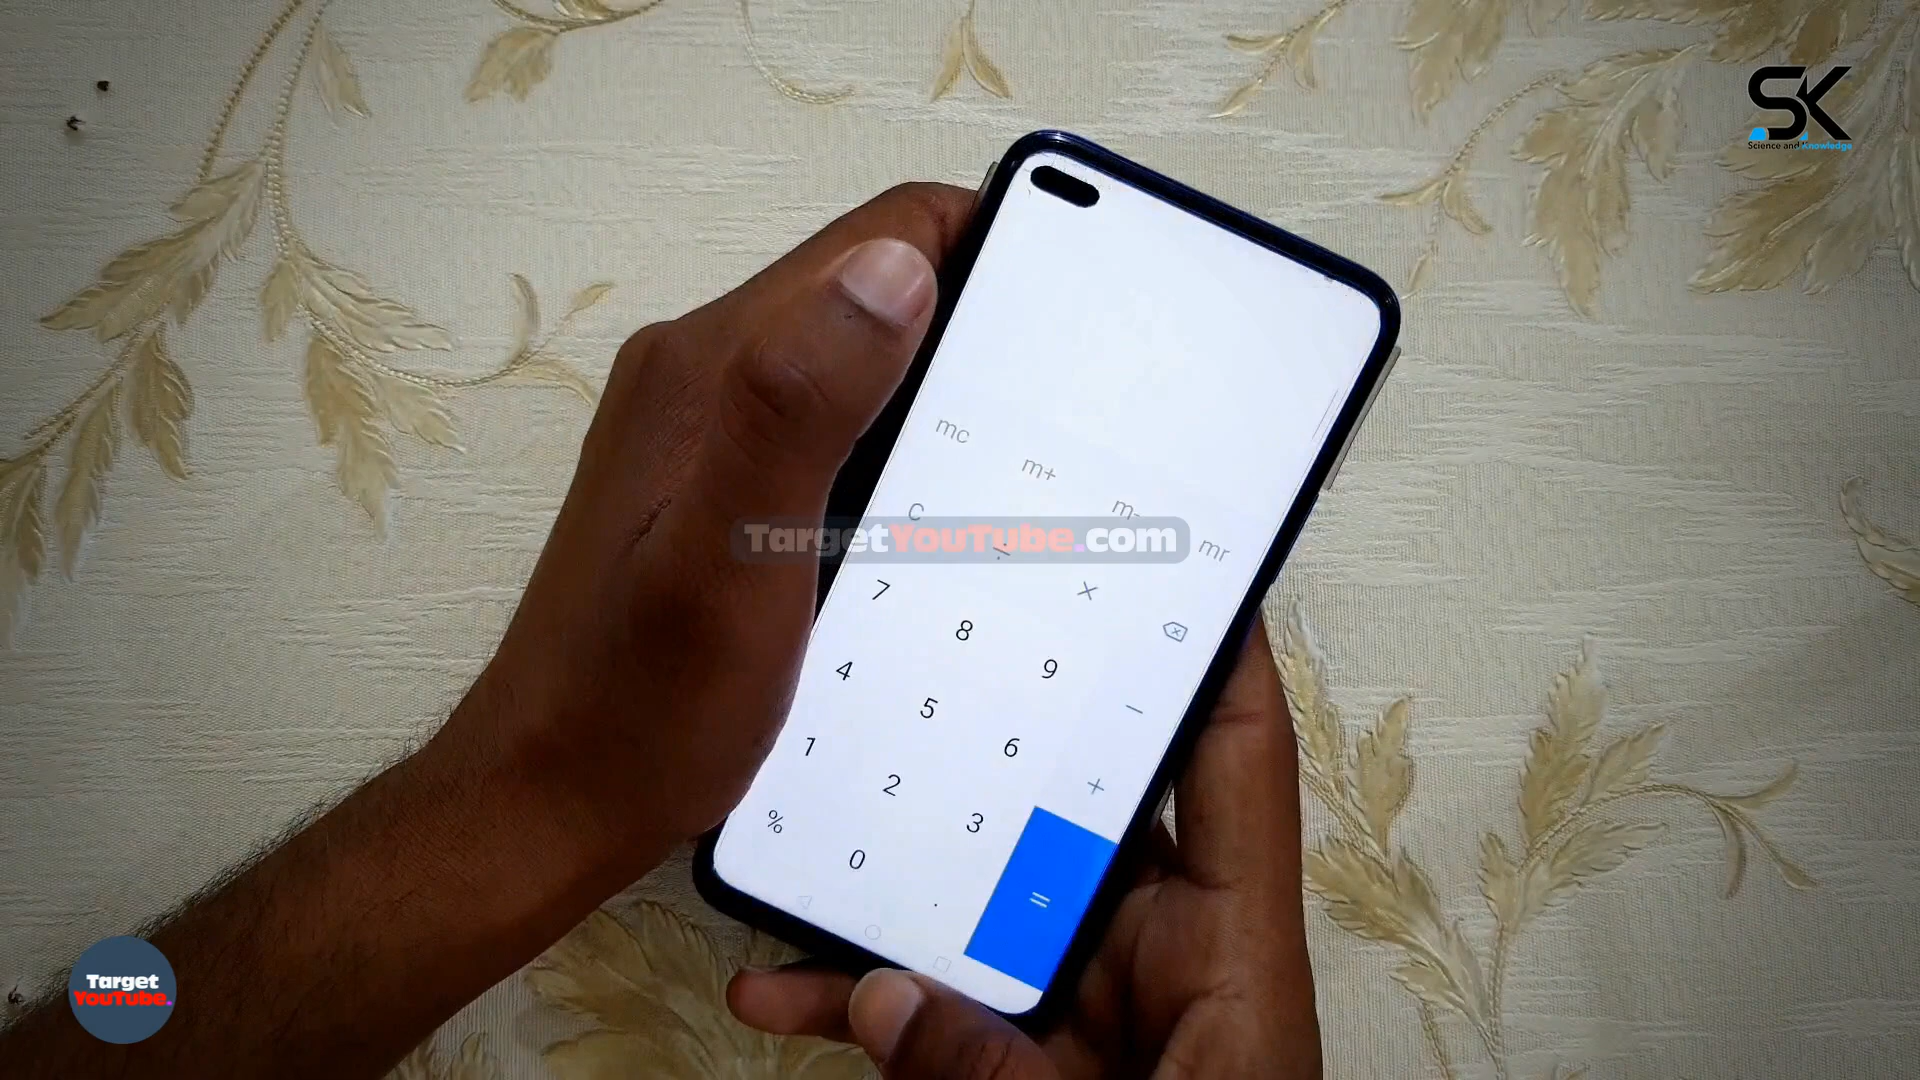 SK
Science and Knowledge
mc
m+
m-
mr
C
÷
×
7
8
9
−
4
5
6
+
1
2
3
%
0
.
=
TargetYouTube.com
Target
YouTube.